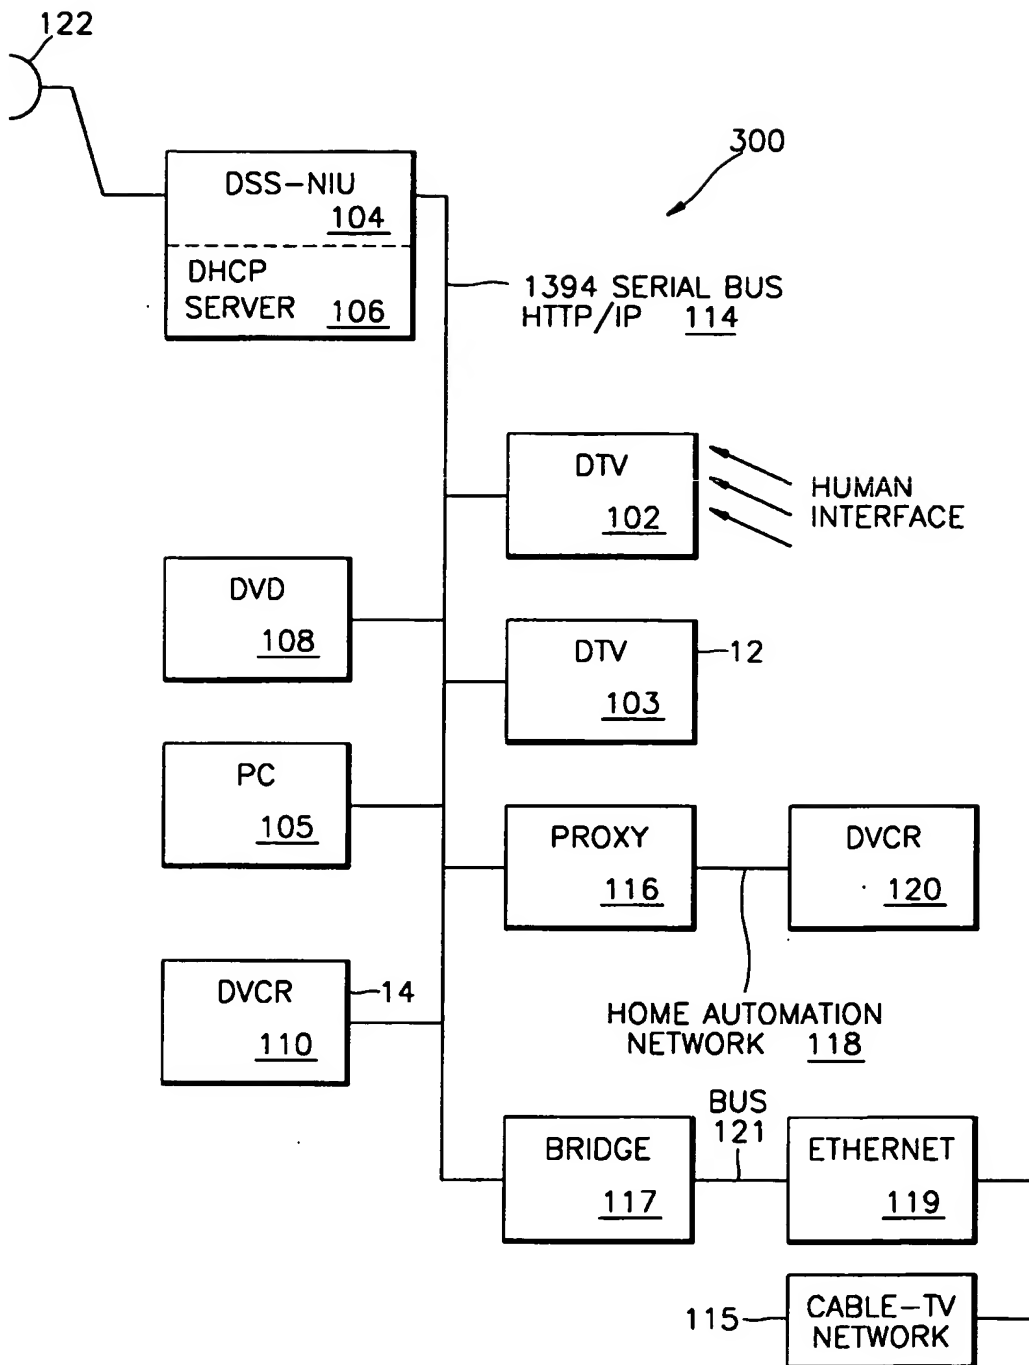 122
300
DSS-NIU
104
DHCP
SERVER 106
1394 SERIAL BUS
HTTP/IP 114
DTV
102
HUMAN
INTERFACE
DVD
108
DTV
103
12
PC
105
PROXY
116
DVCR
120
DVCR
110
14
HOME AUTOMATION
NETWORK 118
BUS
121
BRIDGE
117
ETHERNET
119
115
CABLE-TV
NETWORK